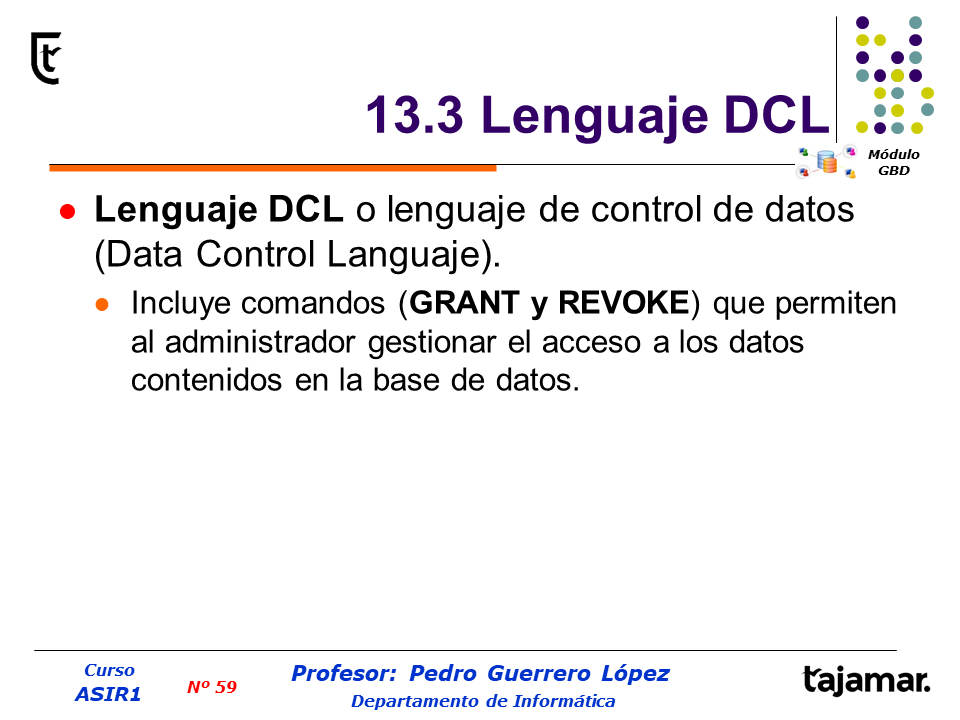 13.3 Lenguaje DCL
Módulo
GBD
Lenguaje DCL o lenguaje de control de datos
(Data Control Languaje).
Incluye comandos (GRANT y REVOKE) que permiten
al administrador gestionar el acceso a los datos
contenidos en la base de datos.
Curso
ASIR1
Nº 59
Profesor: Pedro Guerrero López
Departamento de Informática
tajamar.